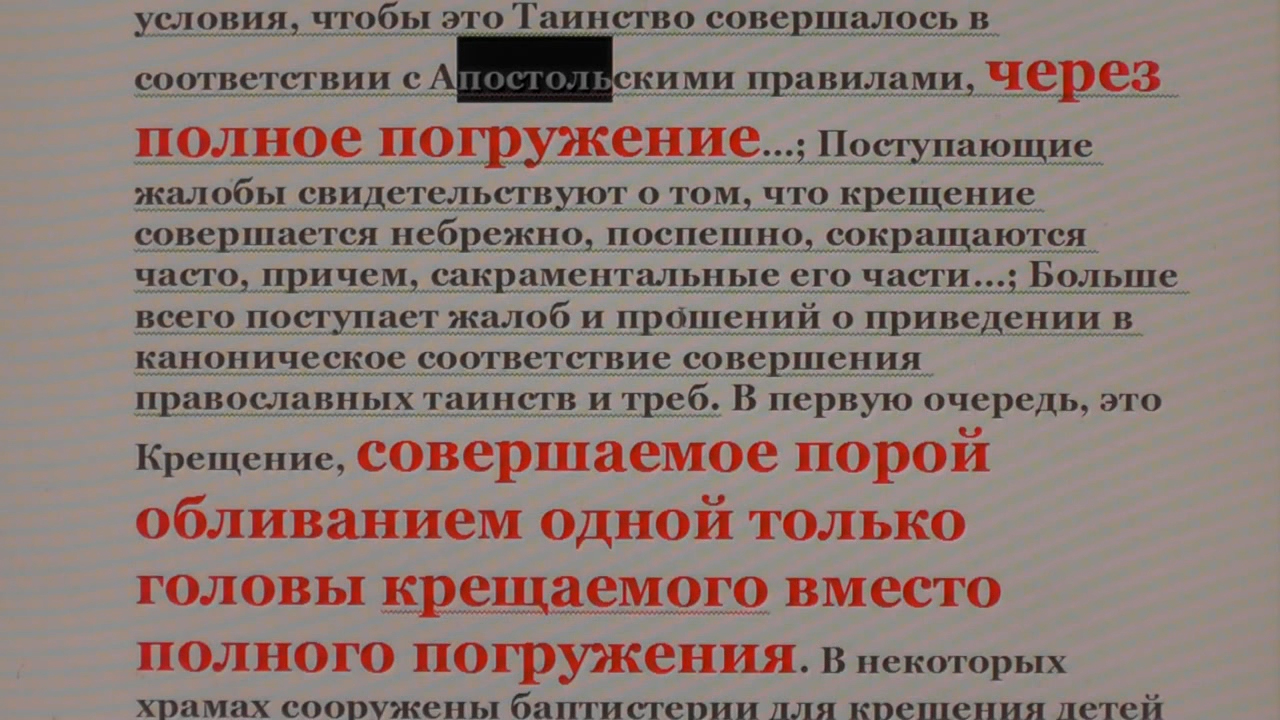 условия, чтобы это Таинство совершалось в
соответствии с Апостольскими правилами, через
полное погружение...; Поступающие
жалобы свидетельствуют о том, что крещение
совершается небрежно, поспешно, сокращаются
часто, причем, сакраментальные его части...; Больше
всего поступает жалоб и прошений о приведении в
каноническое соответствие совершения
православных таинств и треб. В первую очередь, это
Крещение, совершаемое порой
обливанием одной только
головы крещаемого вместо
полного погружения. В некоторых
храмах сооружены баптистерии для крещения детей